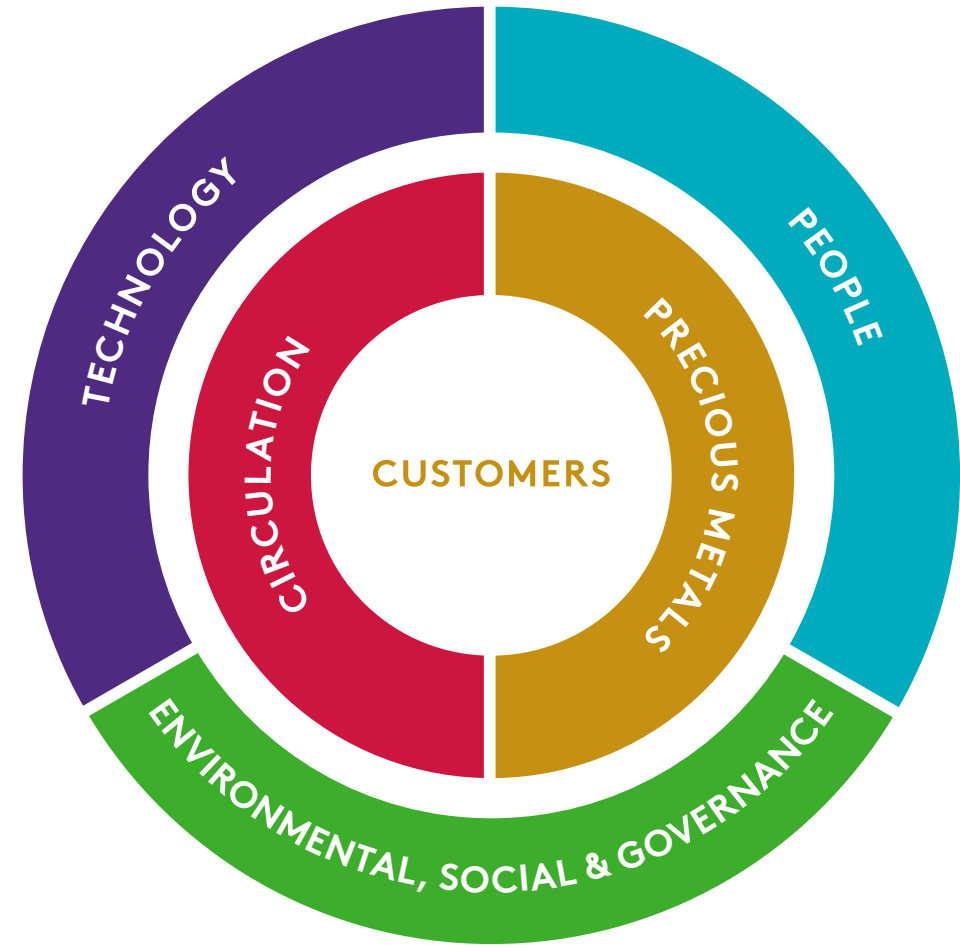 TECHNOLOGY
PEOPLE
CIRCULATION
PRECIOUS METALS
CUSTOMERS
ENVIRONMENTAL, SOCIAL & GOVERNANCE